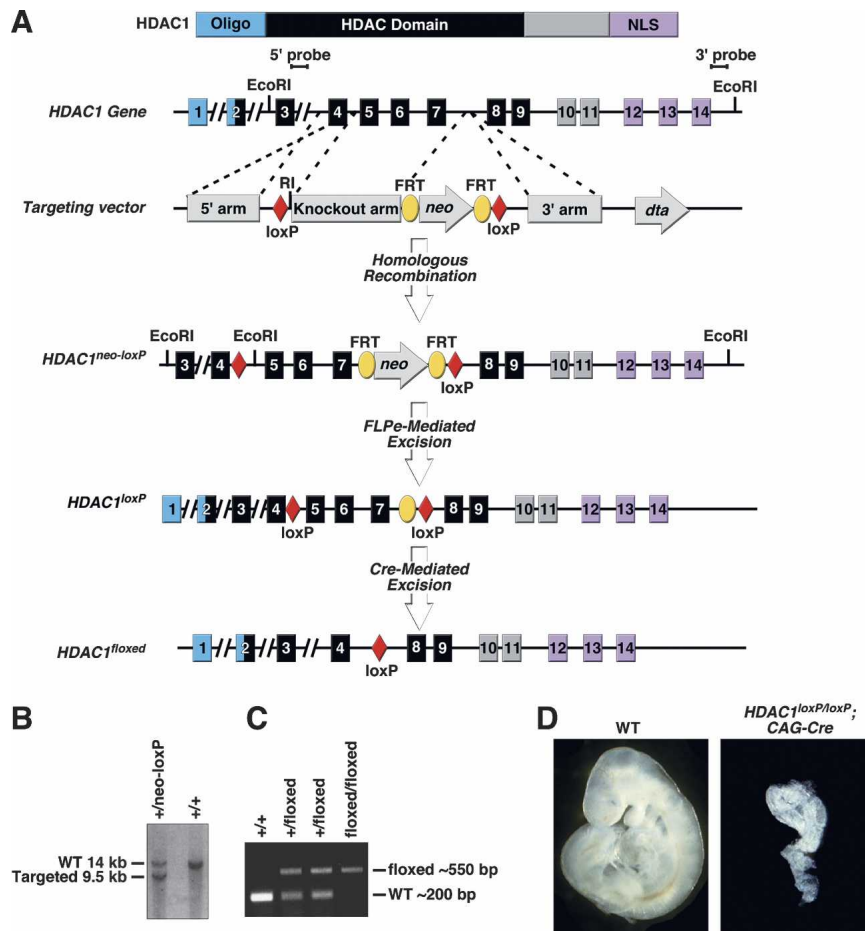 A
HDAC1 Oligo HDAC Domain NLS
5' probe 3' probe
EcoRI EcoRI
HDAC1 Gene 1 2 3 4 5 6 7 8 9 10 11 12 13 14
RI FRT FRT
Targeting vector 5' arm Knockout arm neo 3' arm dta
loxP loxP
Homologous
Recombination
EcoRI EcoRI FRT FRT EcoRI
HDAC1neo-loxP 3 4 5 6 7 neo 8 9 10 11 12 13 14
loxP
FLPe-Mediated
Excision
HDAC1loxP 1 2 3 4 5 6 7 8 9 10 11 12 13 14
loxP loxP
Cre-Mediated
Excision
HDAC1floxed 1 2 3 4 8 9 10 11 12 13 14
loxP
B
+/neo-loxP
+/+
WT 14 kb
Targeted 9.5 kb
C
+/+
+/floxed
+/floxed
floxed/floxed
floxed ~550 bp
WT ~200 bp
D
WT
HDAC1loxP/loxP;
CAG-Cre